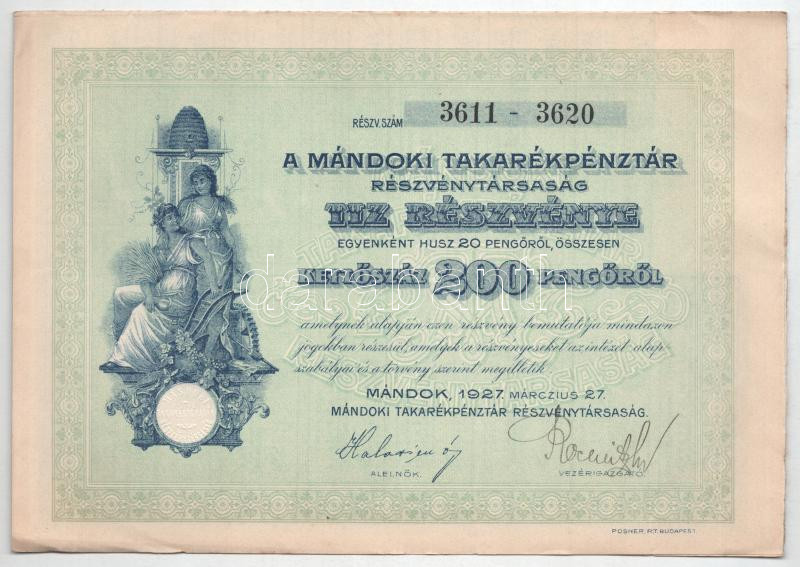 RÉSZV. SZÁM 3611 - 3620
A MÁNDOKI TAKARÉKPÉNZTÁR
RÉSZVÉNYTÁRSASÁG
TIZ RÉSZVÉNYE
EGYENKÉNT HUSZ 20 PENGŐRŐL, ÖSSZESEN
KETTŐSZÁZ 200 PENGŐRŐL
amelynek alapján ezen részvény bemutatója mindazon
jogokban részesül, amelyek a részvényeseket az intézet alap-
szabályai és a törvény szerint megilletik.
MÁNDOK, 1927. MÁRCZIUS 27.
MÁNDOKI TAKARÉKPÉNZTÁR RÉSZVÉNYTÁRSASÁG.
ALELNÖK.
VEZÉRIGAZGATÓ.
POSNER R.T. BUDAPEST.